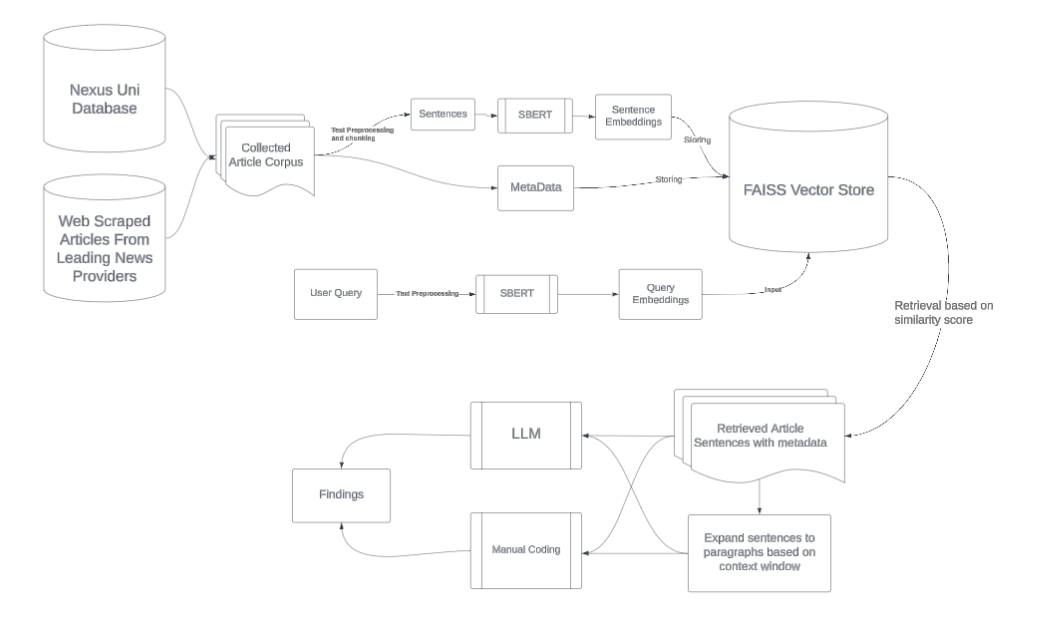 Nexus Uni
Database
Web Scraped
Articles From
Leading News
Providers
Collected
Article Corpus
Text Preprocessing
and chunking
Sentences
SBERT
Sentence
Embeddings
Storing
MetaData
Storing
FAISS Vector Store
User Query
Text Preprocessing
SBERT
Query
Embeddings
Input
Retrieval based on
similarity score
Retrieved Article
Sentences with metadata
Expand sentences to
paragraphs based on
context window
LLM
Manual Coding
Findings